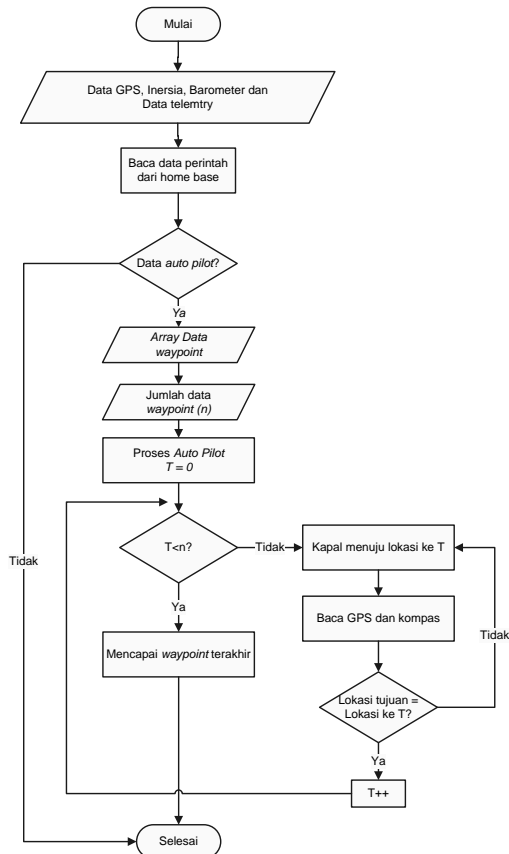 Mulai
Data GPS, Inersia, Barometer dan
Data telemtry
Baca data perintah
dari home base
Data auto pilot?
Ya
Array Data
waypoint
Jumlah data
waypoint (n)
Proses Auto Pilot
T = 0
T<n?
Tidak
Kapal menuju lokasi ke T
Tidak
Ya
Baca GPS dan kompas
Tidak
Mencapai waypoint terakhir
Lokasi tujuan =
Lokasi ke T?
Ya
T++
Selesai